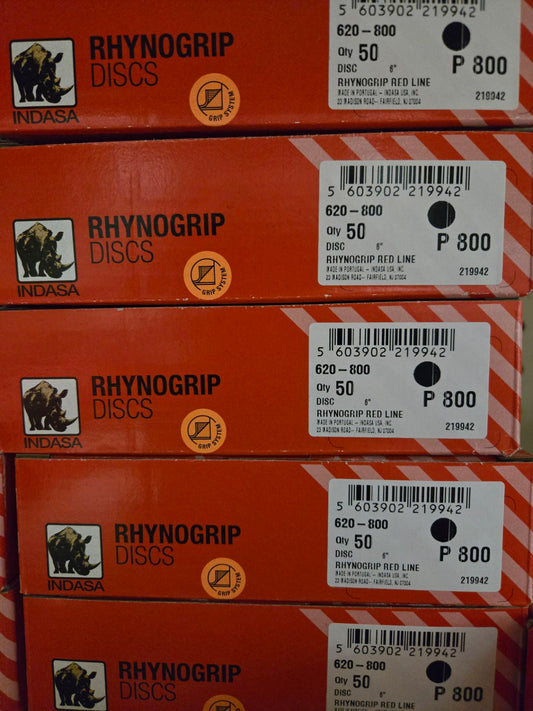 5 603902 219942
620-800
Qty 50
DISC 6"
P 800
RHYNOGRIP RED LINE
MADE IN PORTUGAL - INDASA USA, INC.
23 MADISON ROAD- FAIRFIELD, NJ 07004
219942
RHYNOGRIP
DISCS
INDASA
GRIP SYSTEM
5 603902 219942
620-800
Qty 50
DISC 6"
P 800
RHYNOGRIP RED LINE
MADE IN PORTUGAL - INDASA USA, INC.
23 MADISON ROAD- FAIRFIELD, NJ 07004
219942
RHYNOGRIP
DISCS
INDASA
GRIP SYSTEM
5 603902 219942
620-800
Qty 50
DISC 6"
P 800
RHYNOGRIP RED LINE
MADE IN PORTUGAL - INDASA USA, INC.
23 MADISON ROAD- FAIRFIELD, NJ 07004
219942
RHYNOGRIP
DISCS
INDASA
GRIP SYSTEM
5 603902 219942
620-800
Qty 50
DISC 6"
P 800
RHYNOGRIP RED LINE
MADE IN PORTUGAL - INDASA USA, INC.
23 MADISON ROAD- FAIRFIELD, NJ 07004
219942
RHYNOGRIP
DISCS
INDASA
GRIP SYSTEM
5 603902 219942
620-800
Qty 50
DISC 6"
P 800
RHYNOGRIP RED LINE
RHYNOGRIP
DISCS